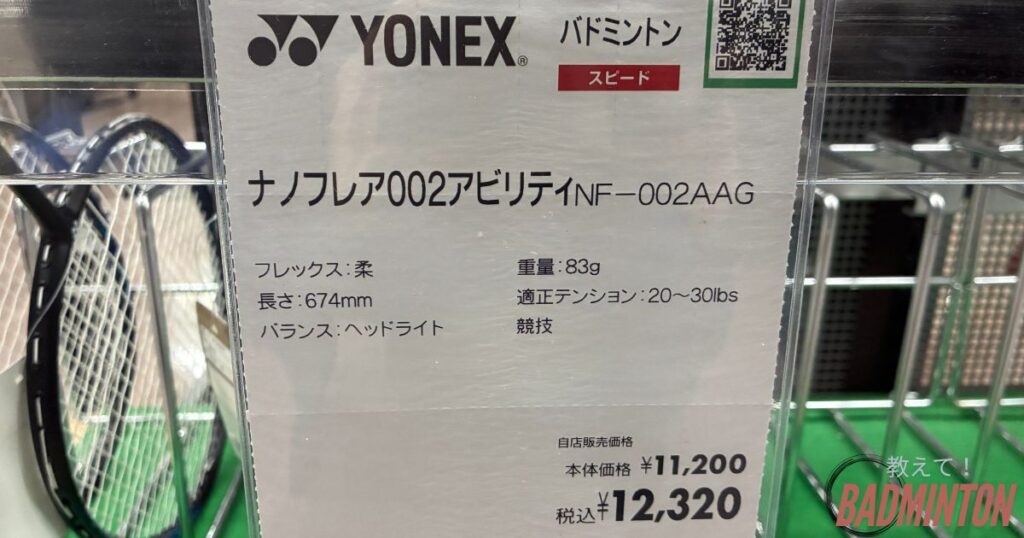 YONEX® バドミントン
スピード
ナノフレア002アビリティNF-002AAG
フレックス:柔 重量:83g
長さ:674mm 適正テンション:20~30lbs
バランス:ヘッドライト 競技
自店販売価格
本体価格 ¥11,200
税込¥12,320
教えて!
BADMINTON